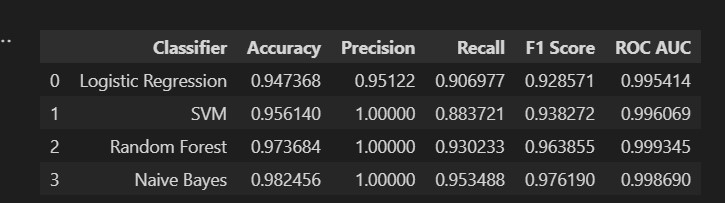 Classifier Accuracy Precision Recall F1 Score ROC AUC
0 Logistic Regression 0.947368 0.95122 0.906977 0.928571 0.995414
1 SVM 0.956140 1.00000 0.883721 0.938272 0.996069
2 Random Forest 0.973684 1.00000 0.930233 0.963855 0.999345
3 Naive Bayes 0.982456 1.00000 0.953488 0.976190 0.998690